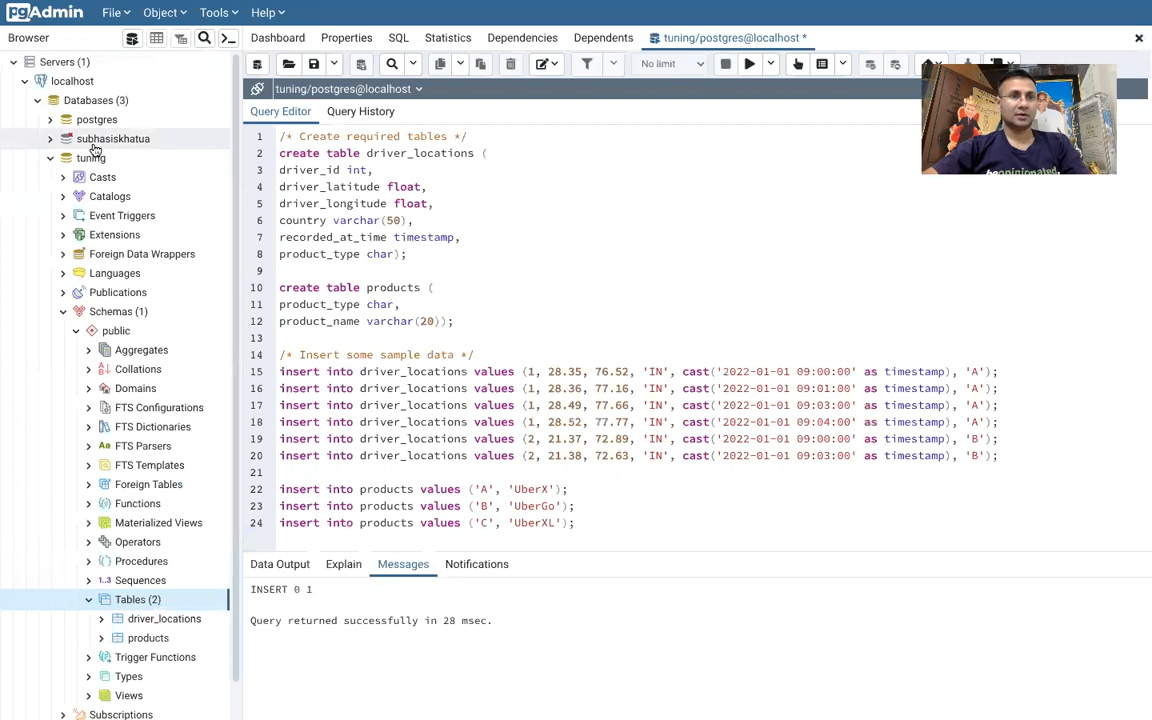 pgAdmin File Object Tools Help
Browser
Dashboard Properties SQL Statistics Dependencies Dependents tuning/postgres@localhost *
No limit
tuning/postgres@localhost
Query Editor Query History
Servers (1)
localhost
Databases (3)
postgres
subhasiskhatua
tuning
Casts
Catalogs
Event Triggers
Extensions
Foreign Data Wrappers
Languages
Publications
Schemas (1)
public
Aggregates
Collations
Domains
FTS Configurations
FTS Dictionaries
Aa FTS Parsers
FTS Templates
Foreign Tables
Functions
Materialized Views
Operators
Procedures
1..3 Sequences
Tables (2)
driver_locations
products
Trigger Functions
Types
Views
Subscriptions
1 /* Create required tables */
2 create table driver_locations (
3 driver_id int,
4 driver_latitude float,
5 driver_longitude float,
6 country varchar(50),
7 recorded_at_time timestamp,
8 product_type char);
9
10 create table products (
11 product_type char,
12 product_name varchar(20));
13
14 /* Insert some sample data */
15 insert into driver_locations values (1, 28.35, 76.52, 'IN', cast('2022-01-01 09:00:00' as timestamp), 'A');
16 insert into driver_locations values (1, 28.36, 77.16, 'IN', cast('2022-01-01 09:01:00' as timestamp), 'A');
17 insert into driver_locations values (1, 28.49, 77.66, 'IN', cast('2022-01-01 09:03:00' as timestamp), 'A');
18 insert into driver_locations values (1, 28.52, 77.77, 'IN', cast('2022-01-01 09:04:00' as timestamp), 'A');
19 insert into driver_locations values (2, 21.37, 72.89, 'IN', cast('2022-01-01 09:00:00' as timestamp), 'B');
20 insert into driver_locations values (2, 21.38, 72.63, 'IN', cast('2022-01-01 09:03:00' as timestamp), 'B');
21
22 insert into products values ('A', 'UberX');
23 insert into products values ('B', 'UberGo');
24 insert into products values ('C', 'UberXL');
Data Output Explain Messages Notifications
INSERT 0 1
Query returned successfully in 28 msec.